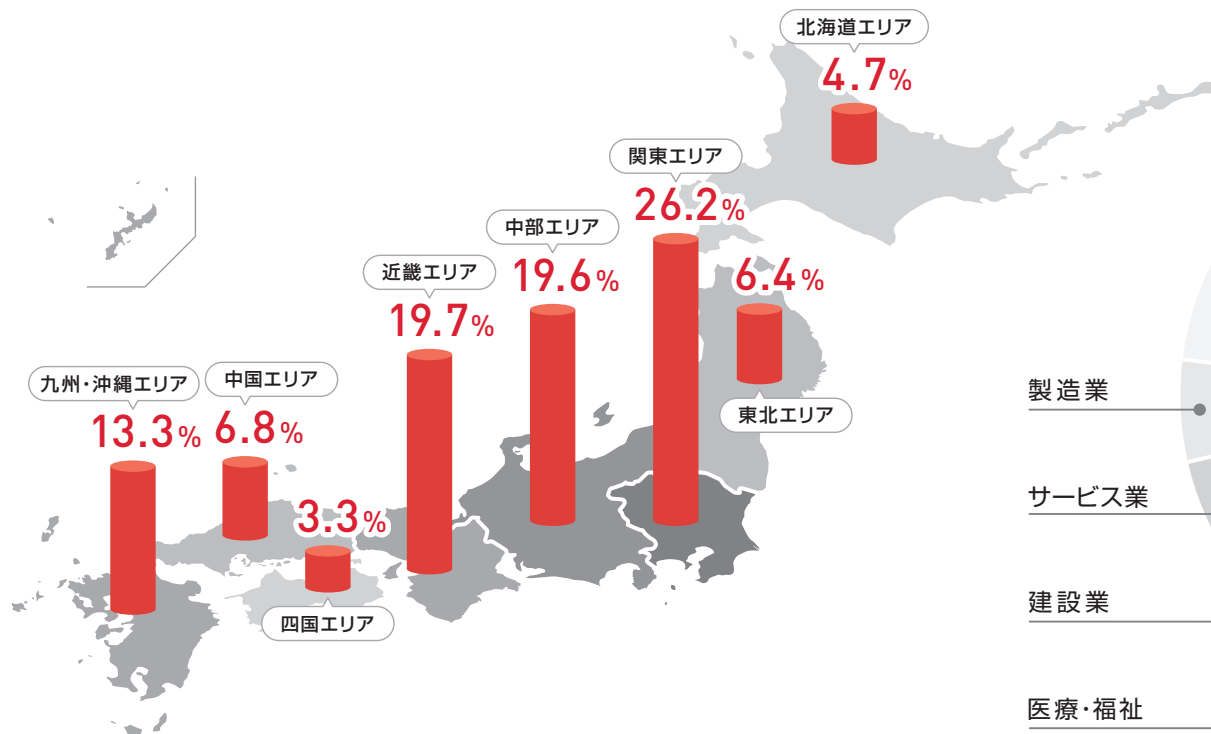 北海道エリア
4.7%
関東エリア
26.2%
中部エリア
19.6%
近畿エリア
19.7%
6.4%
東北エリア
九州・沖縄エリア
13.3%
中国エリア
6.8%
3.3%
四国エリア
製造業
サービス業
建設業
医療・福祉